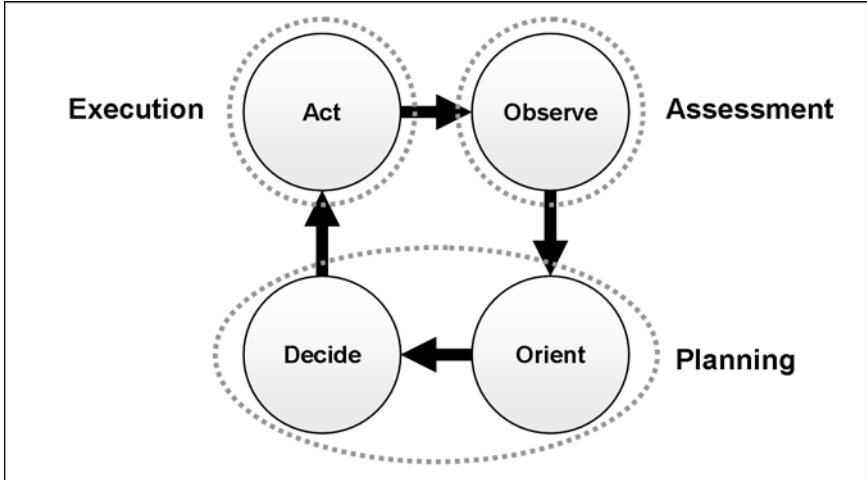 Execution
Act
Observe
Assessment
Decide
Orient
Planning